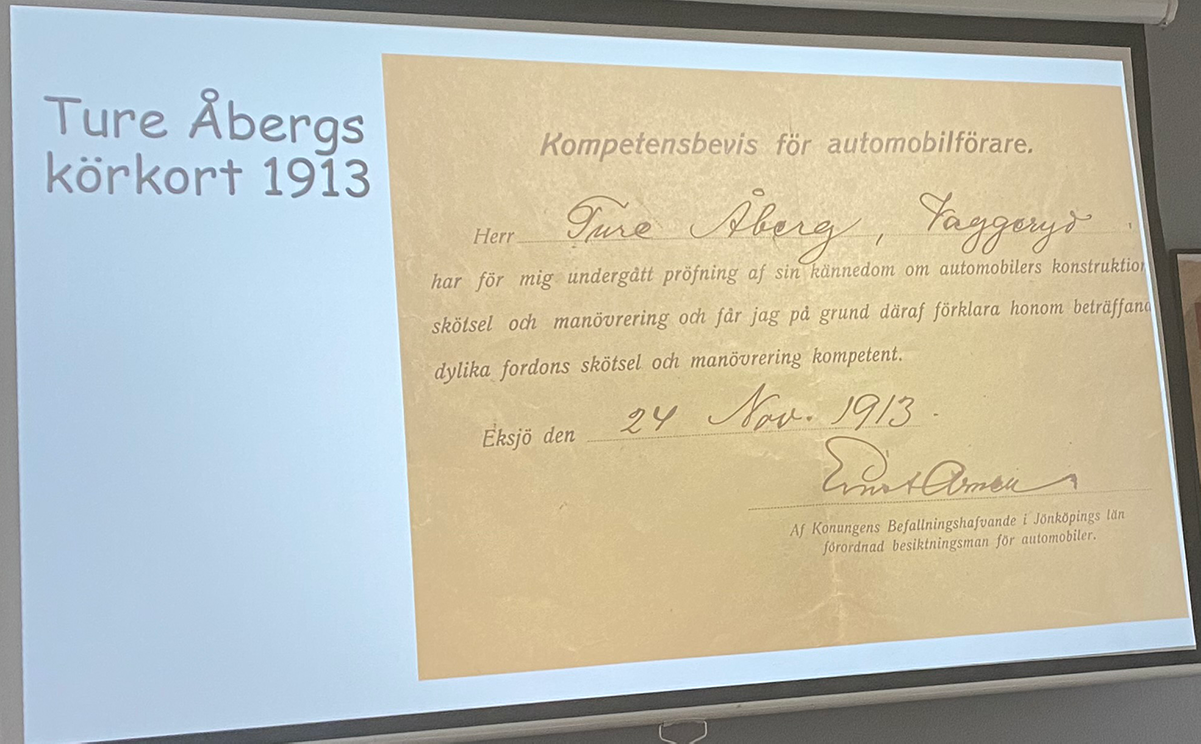 Ture Åbergs
körkort 1913
Kompetensbevis för automobilförare.
Herr Ture Åberg, Vaggeryd
har för mig undergått pröfning af sin kännedom om automobilers konstruktion
skötsel och manövrering och får jag på grund däraf förklara honom beträffand
dylika fordons skötsel och manövrering kompetent.
Eksjö den 24 Nov. 1913.
Ernst
Af Konungens Befallningshafvande i Jönköpings län
förordnad besiktningsman för automobiler.